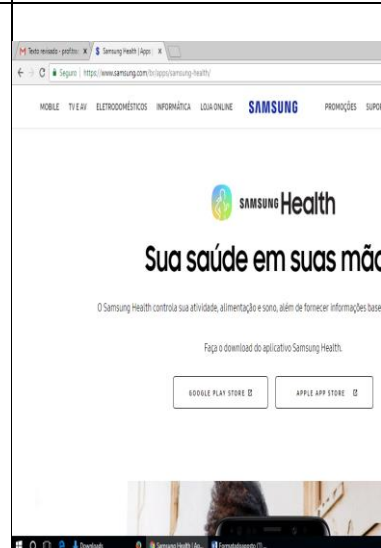 Texto revisado - profitos X Samsung Health | Apps X
Seguro | https://www.samsung.com/br/apps/samsung-health/
MOBILE TV E AV ELETRODOMÉSTICOS INFORMÁTICA LOJA ONLINE SAMSUNG PROMOÇÕES SUPOR
SAMSUNG Health
Sua saúde em suas mão
O Samsung Health controla sua atividade, alimentação e sono, além de fornecer informações base
Faça o download do aplicativo Samsung Health.
GOOGLE PLAY STORE APPLE APP STORE
Downloads Samsung Health | Ap...